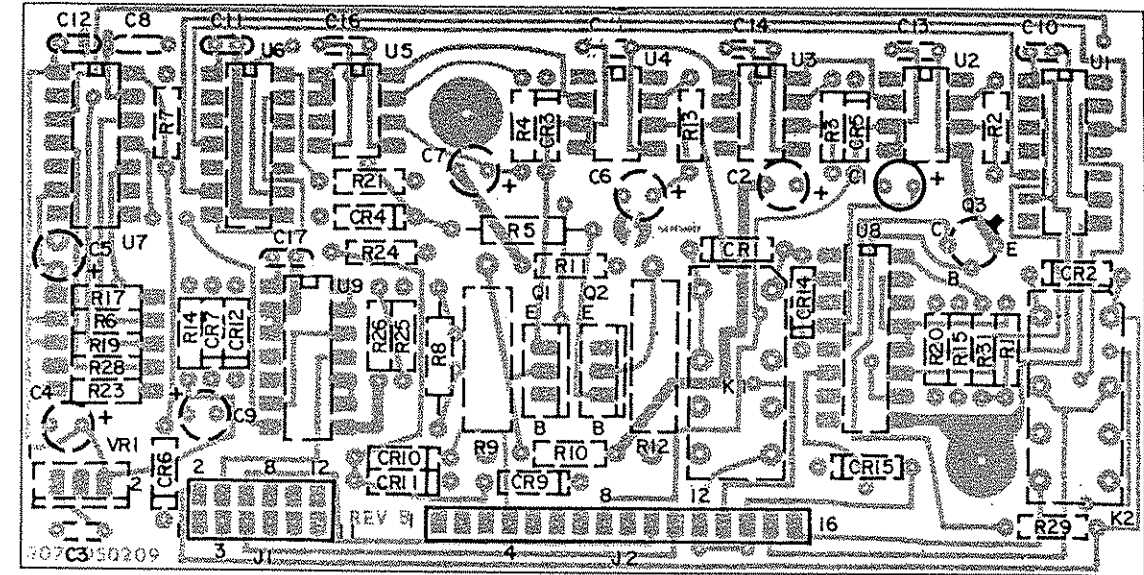 C12 C8 C11 C16 C14 C13 C10
U6 U5 U4 U3 U2 U1
R7 R4 CR3 R13 R3 CR5 R2
C7 C6 C2 C1
R21
Q3
CR4 R5 C E
U7 R24 R11 CR1 U8 B CR2
C5 C17
R17 U9 Q1 Q2 CR14
R6 R14 CR7 CR12 R26 R25 R8 E E R20 R15 R31 R1
R19
R28
R23 K
C4 C9 B B
VR1 R9 R10 R12
CR6 2 8 12 CR10 CR15
2 CR11 CR9 8 12 K2
REV B 16 R29
C3 3 J1 1 4 J2